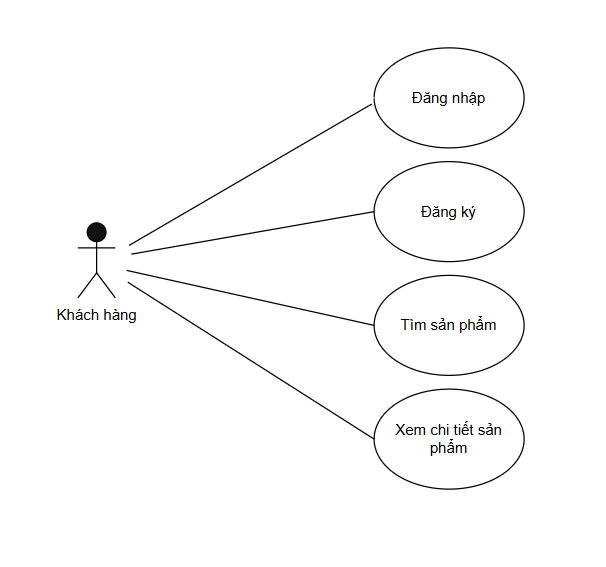 Đăng nhập
Đăng ký
Khách hàng
Tìm sản phẩm
Xem chi tiết sản
phẩm